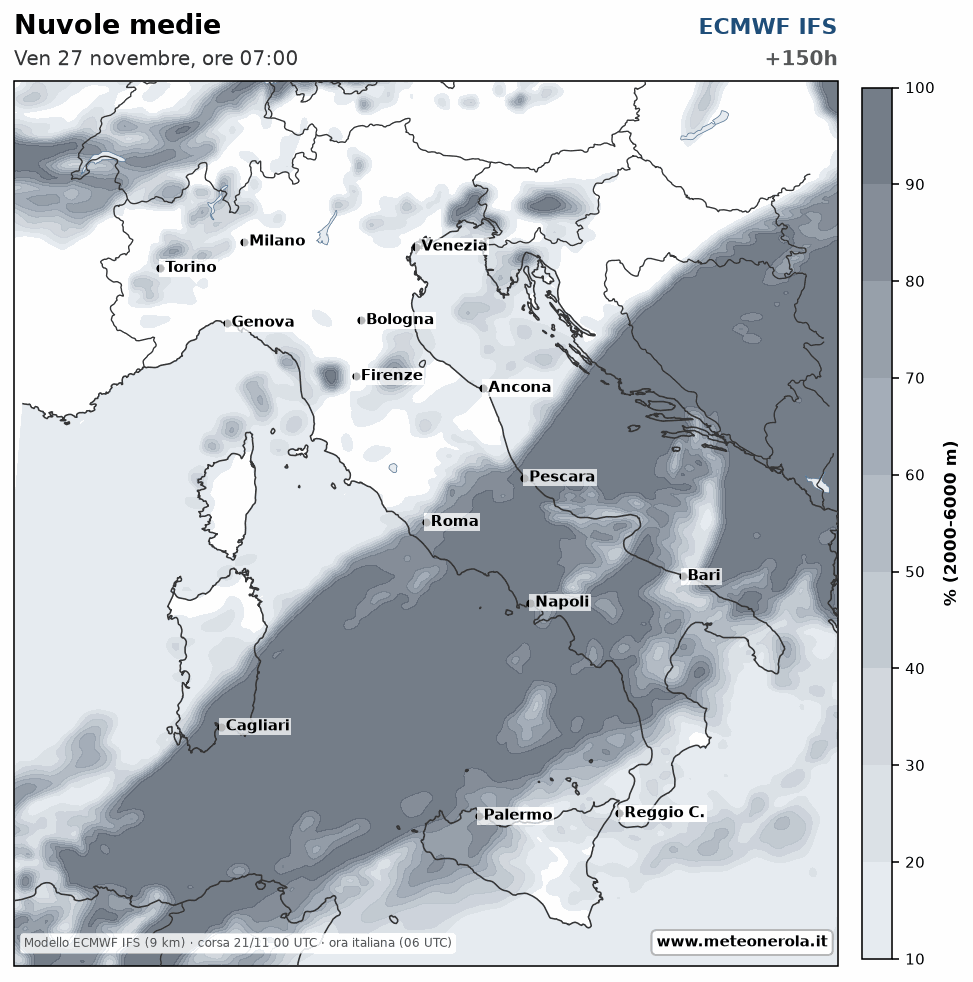 Nuvole medie
ECMWF IFS
Ven 27 novembre, ore 07:00
+150h
Milano
Venezia
Torino
Genova
Bologna
Firenze
Ancona
Pescara
Roma
Bari
Napoli
Cagliari
Palermo
Reggio C.
Modello ECMWF IFS (9 km) · corsa 21/11 00 UTC · ora italiana (06 UTC)
www.meteonerola.it
100
90
80
70
60
50
40
30
20
10
% (2000-6000 m)